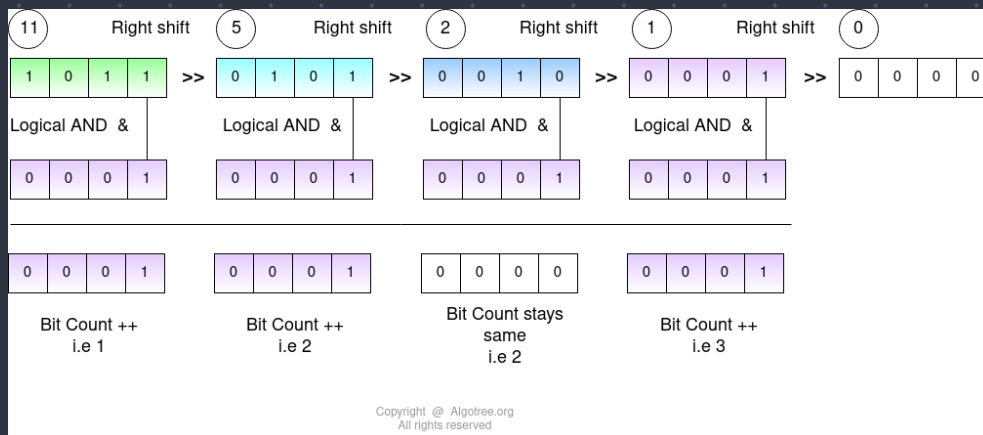 11 Right shift 5 Right shift 2 Right shift 1 Right shift 0
1 0 1 1 >> 0 1 0 1 >> 0 0 1 0 >> 0 0 0 1 >> 0 0 0 0
Logical AND & Logical AND & Logical AND & Logical AND &
0 0 0 1 0 0 0 1 0 0 0 1 0 0 0 1
0 0 0 1 0 0 0 1 0 0 0 0 0 0 0 1
Bit Count ++
i.e 1
Bit Count ++
i.e 2
Bit Count stays
same
i.e 2
Bit Count ++
i.e 3
Copyright @ Algotree.org
All rights reserved